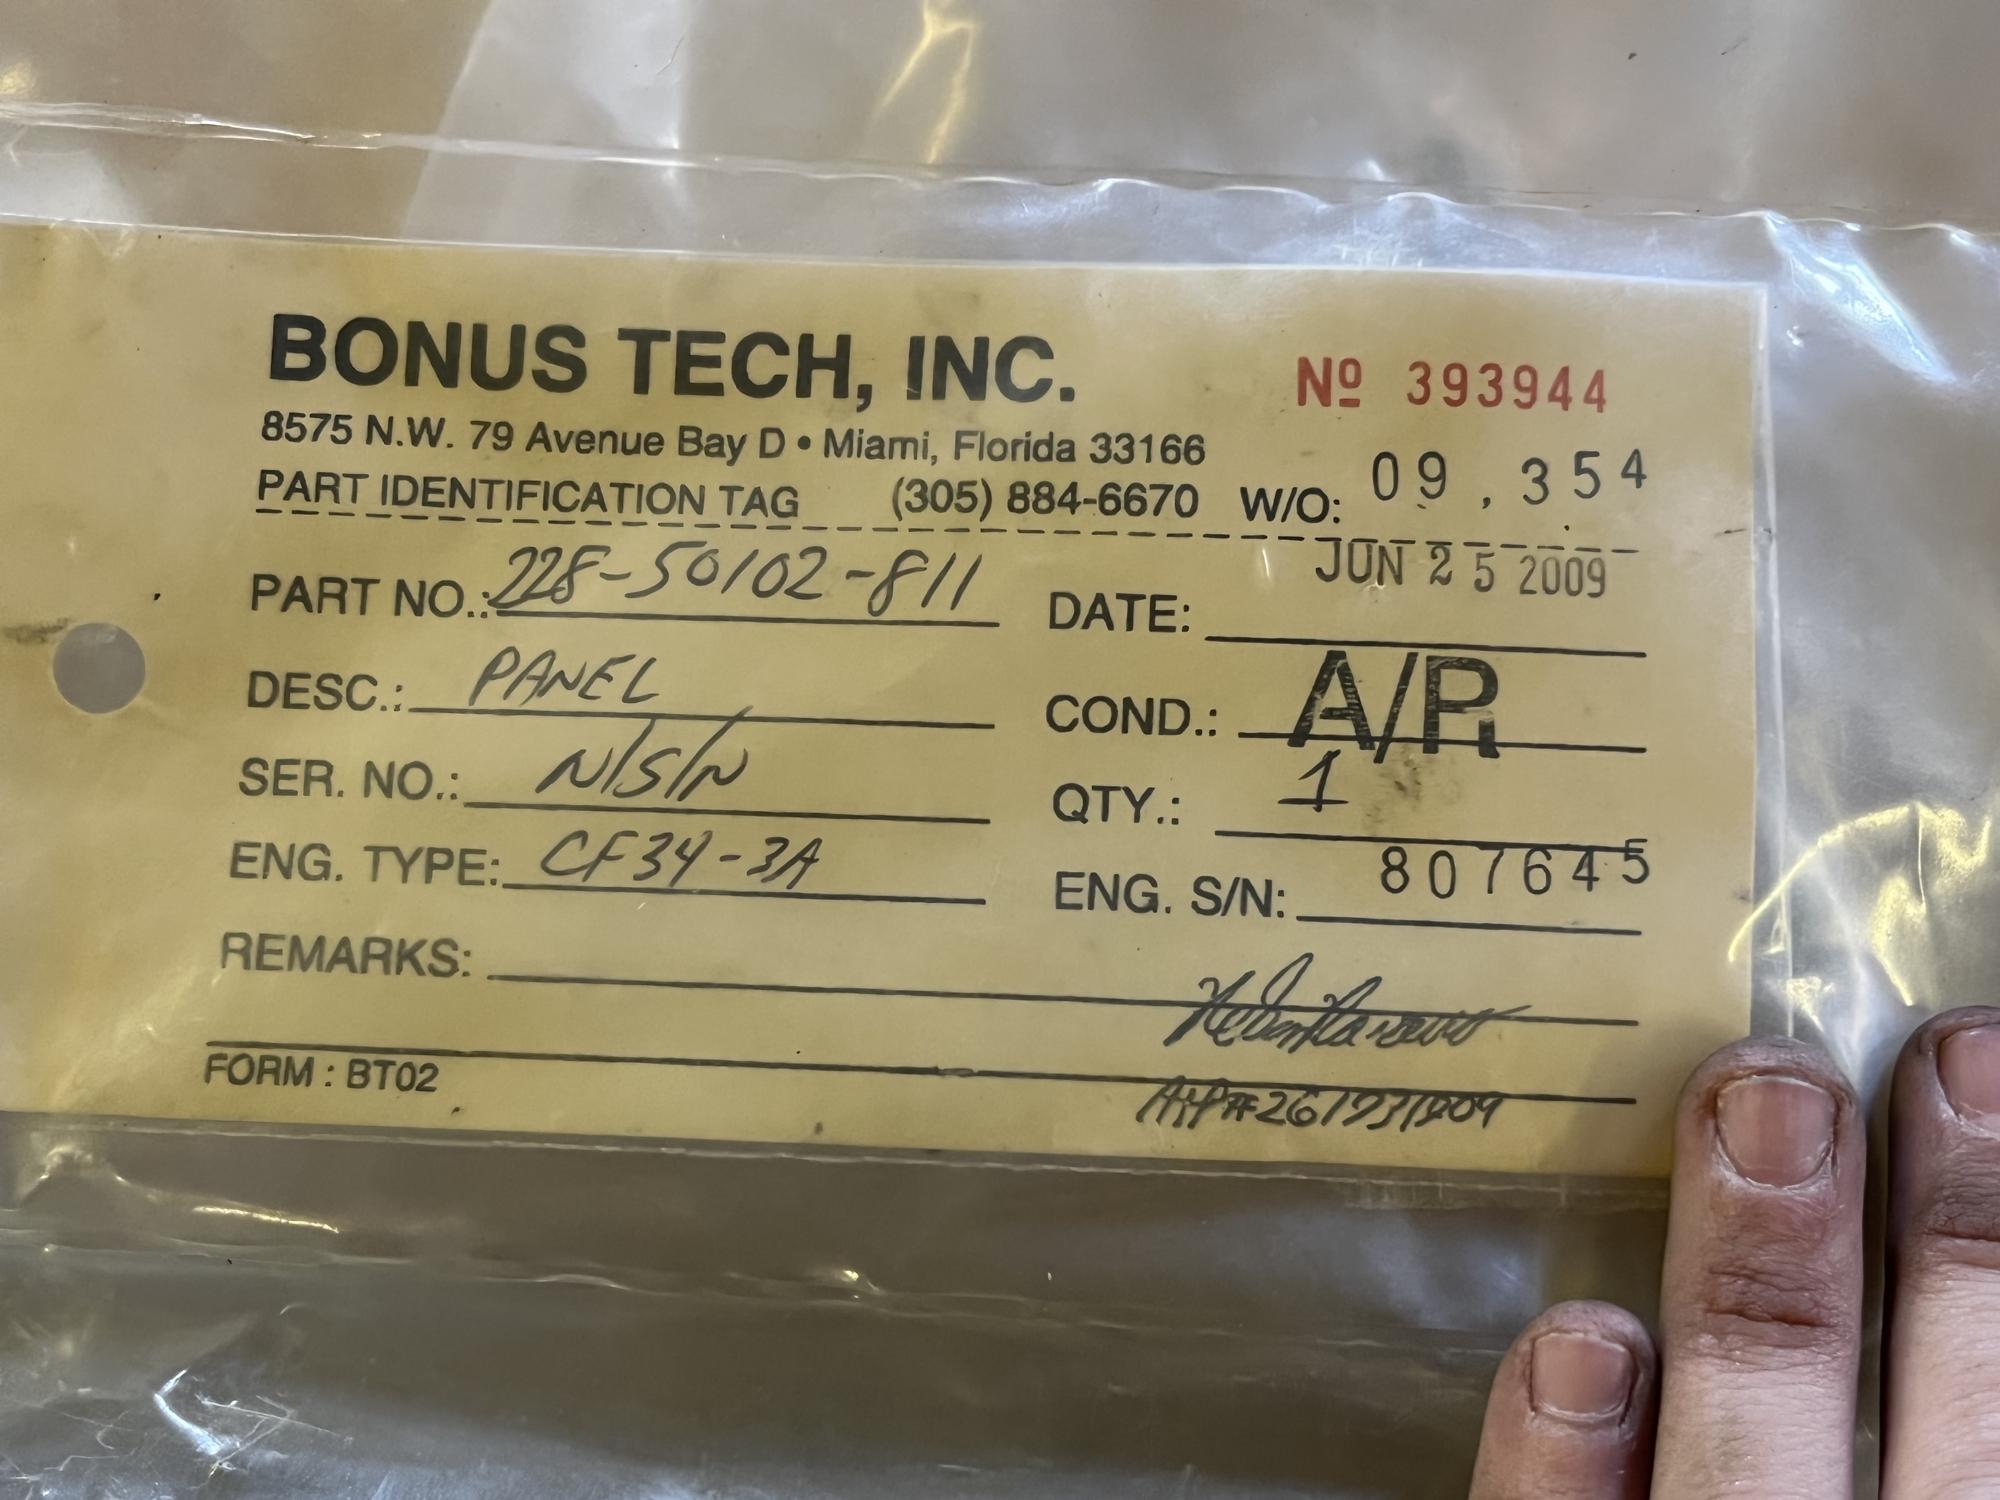 BONUS TECH, INC.
Nº 393944
8575 N.W. 79 Avenue Bay D • Miami, Florida 33166
PART IDENTIFICATION TAG (305) 884-6670 W/O: 09,354
PART NO.: 228-50102-811 DATE: JUN 25 2009
DESC.: PANEL COND.: A/R
SER. NO.: N/S/N QTY.: 1
ENG. TYPE: CF34-3A ENG. S/N: 807645
REMARKS:
FORM : BT02